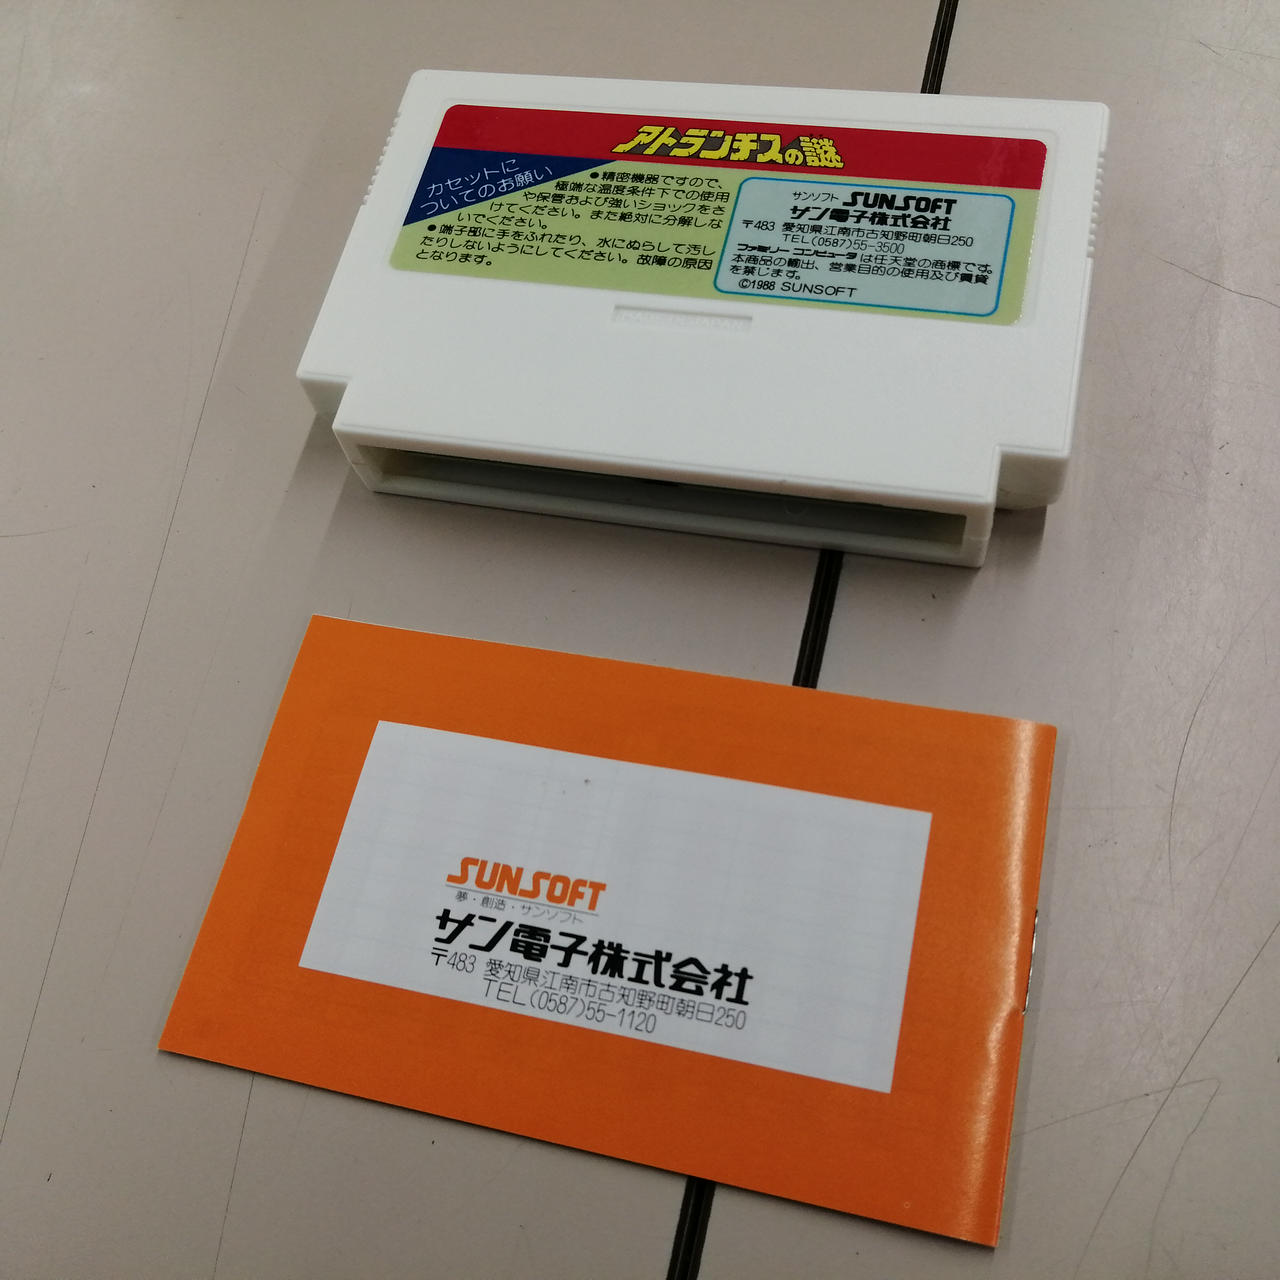 アトランチスの謎
カセットに
ついてのお願い
●精密機器ですので、
極端な温度条件下での使用
や保管および強いショックをさ
けてください。また絶対に分解しな
いでください。
●端子部に手をふれたり、水にぬらして汚し
たりしないようにしてください。故障の原因
となります。
サンソフト SUNSOFT
サン電子株式会社
〒483 愛知県江南市古知野町朝日250
TEL(0587)55-3500
ファミリーコンピュータは任天堂の商標です。
本商品の輸出、営業目的の使用及び賃貸
を禁じます。
©1988 SUNSOFT
SUNSOFT
夢・創造・サンソフト
サン電子株式会社
〒483 愛知県江南市古知野町朝日250
TEL(0587)55-1120